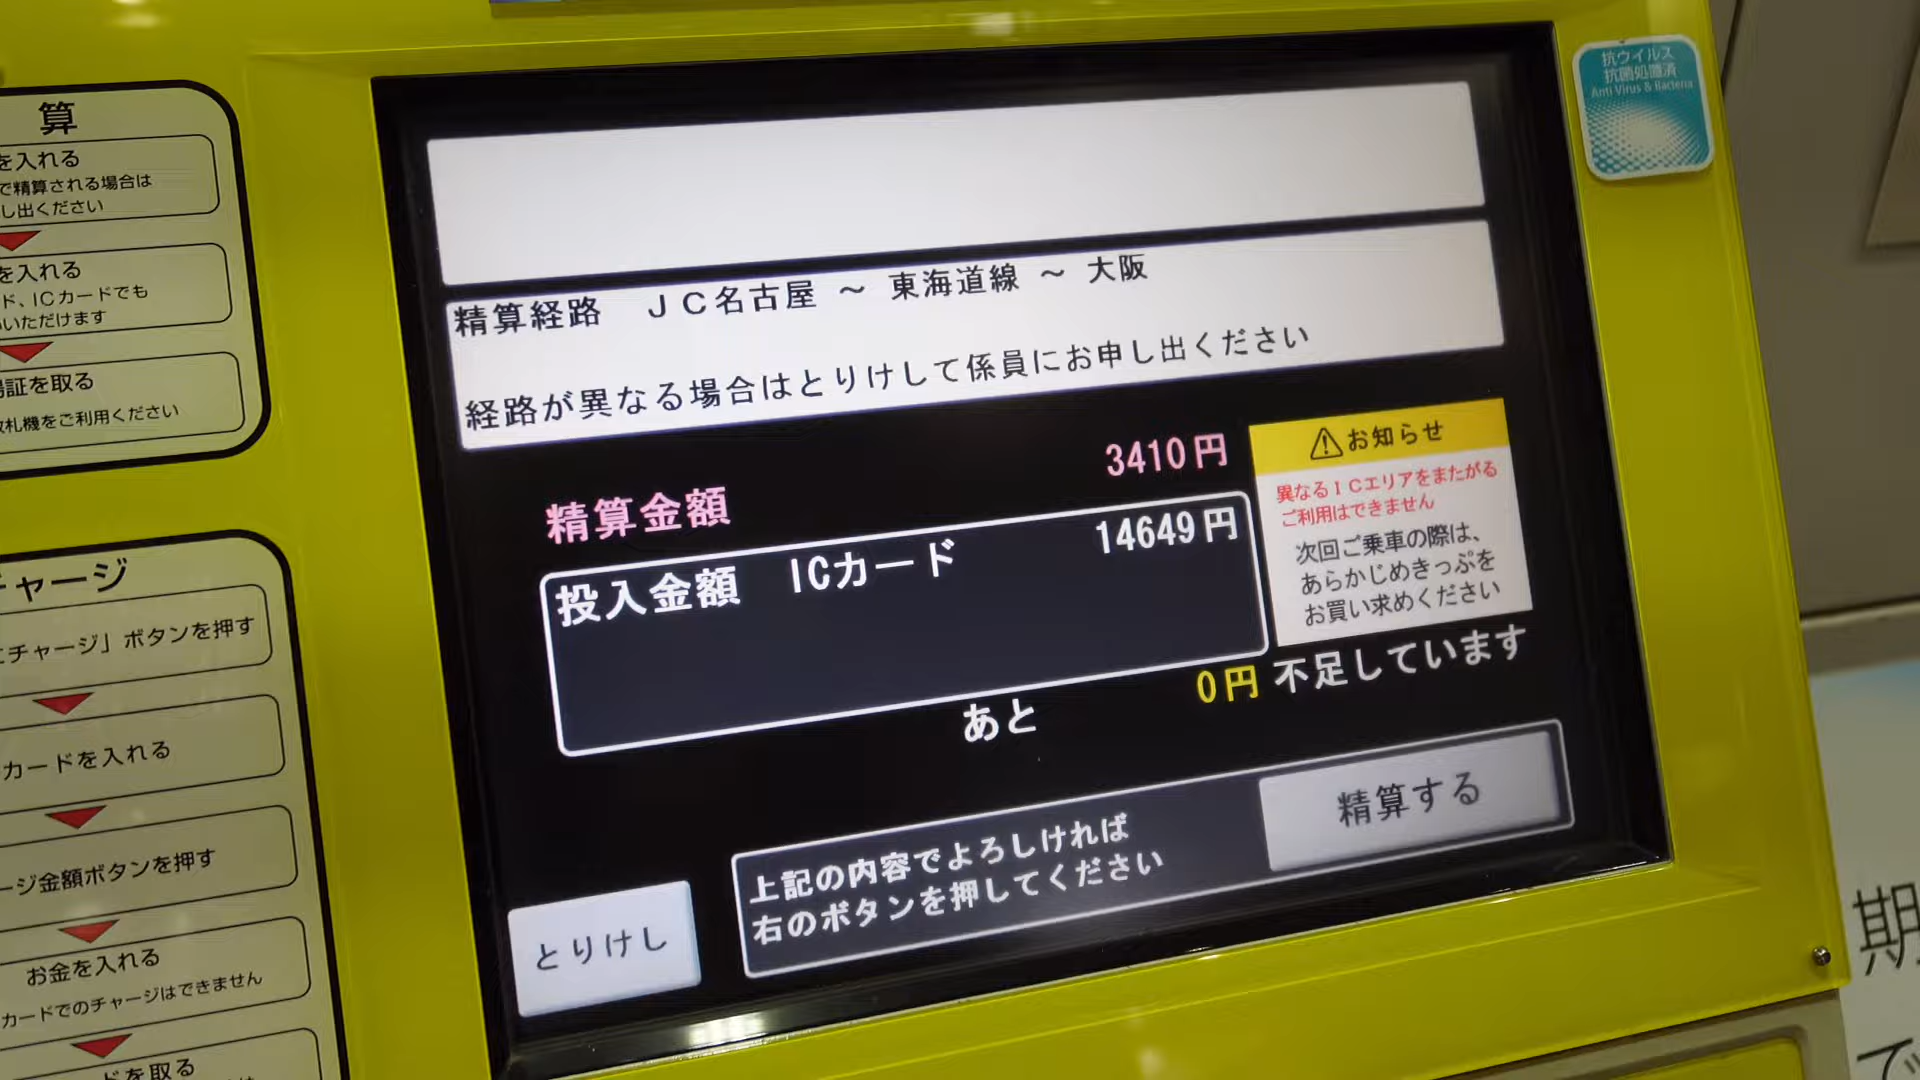 算
を入れる
で精算される場合は
し出ください
を入れる
ド、ICカードでも
いただけます
証を取る
改札機をご利用ください
チャージ
チャージ」ボタンを押す
カードを入れる
ージ金額ボタンを押す
お金を入れる
カードでのチャージはできません
ドを取る
精算経路 ＪＣ名古屋 ～ 東海道線 ～ 大阪
経路が異なる場合はとりけして係員にお申し出ください
精算金額 3410円
投入金額 ICカード 14649円
あと 0円 不足しています
お知らせ
異なるＩＣエリアをまたがる
ご利用はできません
次回ご乗車の際は、
あらかじめきっぷを
お買い求めください
とりけし
上記の内容でよろしければ
右のボタンを押してください
精算する
抗ウイルス
抗菌処置済
Anti Virus & Bacteria
期
で